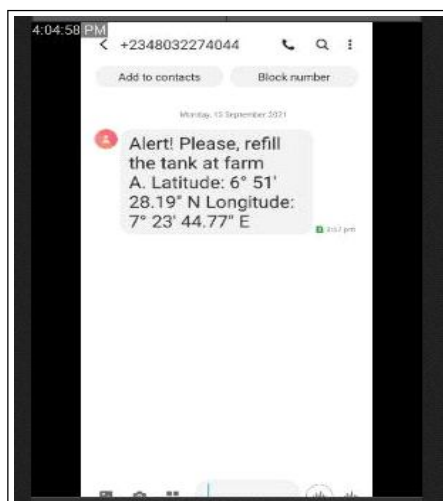 4:04:58 PM
+2348032274044
Add to contacts
Block number
Monday, 13 September 2021
Alert! Please, refill
the tank at farm
A. Latitude: 6° 51'
28.19" N Longitude:
7° 23' 44.77" E